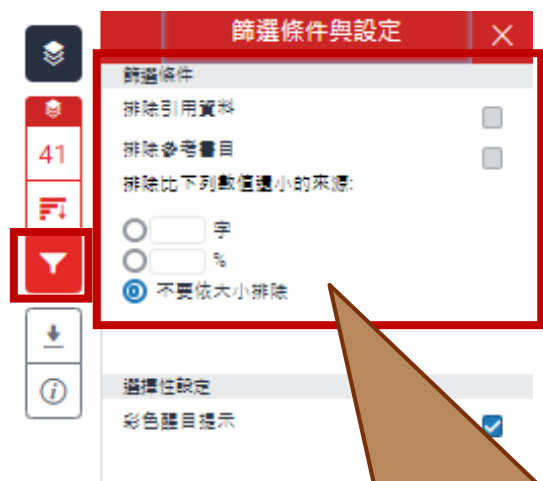 篩選條件與設定
篩選條件
排除引用資料
41
排除參考書目
排除比下列數值還小的來源:
字
%
不要依大小排除
選擇性設定
彩色醒目提示